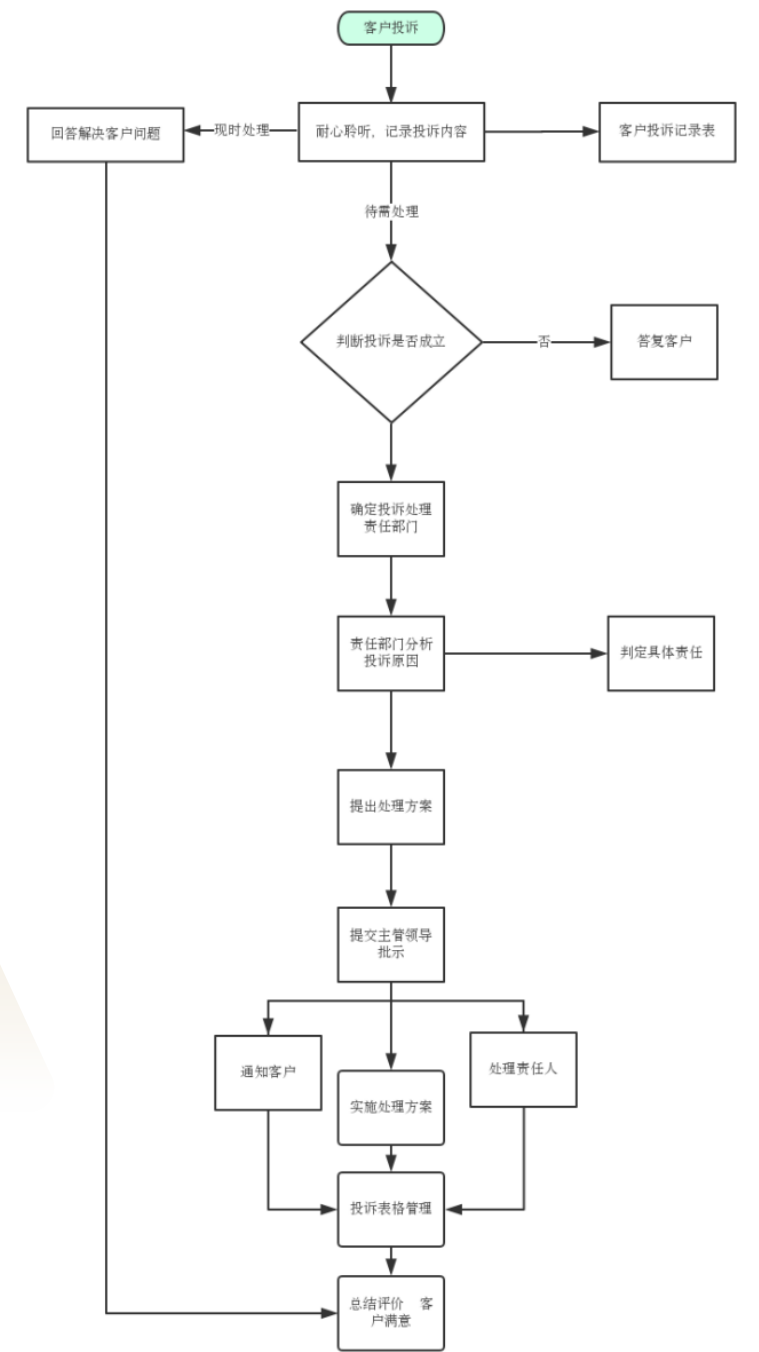 客户投诉
回答解决客户问题
现时处理
耐心聆听，记录投诉内容
客户投诉记录表
待需处理
判断投诉是否成立
否
答复客户
确定投诉处理
责任部门
责任部门分析
投诉原因
判定具体责任
提出处理方案
提交主管领导
批示
通知客户
处理责任人
实施处理方案
投诉表格管理
总结评价 客
户满意